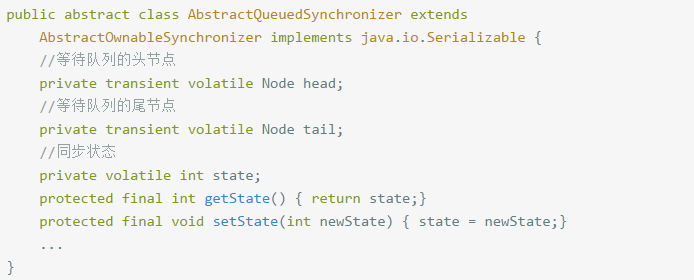 public abstract class AbstractQueuedSynchronizer extends
    AbstractOwnableSynchronizer implements java.io.Serializable {
    //等待队列的头节点
    private transient volatile Node head;
    //等待队列的尾节点
    private transient volatile Node tail;
    //同步状态
    private volatile int state;
    protected final int getState() { return state;}
    protected final void setState(int newState) { state = newState;}
    ...
}